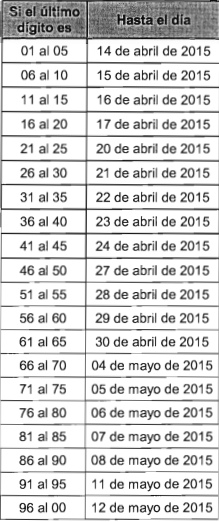 Si el último Hasta el día
dígito es
01 al 05 14 de abril de 2015
06 al 10 15 de abril de 2015
11 al 15 16 de abril de 2015
16 al 20 17 de abril de 2015
21 al 25 20 de abril de 2015
26 al 30 21 de abril de 2015
31 al 35 22 de abril de 2015
36 al 40 23 de abril de 2015
41 al 45 24 de abril de 2015
46 al 50 27 de abril de 2015
51 al 55 28 de abril de 2015
56 al 60 29 de abril de 2015
61 al 65 30 de abril de 2015
66 al 70 04 de mayo de 2015
71 al 75 05 de mayo de 2015
76 al 80 06 de mayo de 2015
81 al 85 07 de mayo de 2015
86 al 90 08 de mayo de 2015
91 al 95 11 de mayo de 2015
96 al 00 12 de mayo de 2015